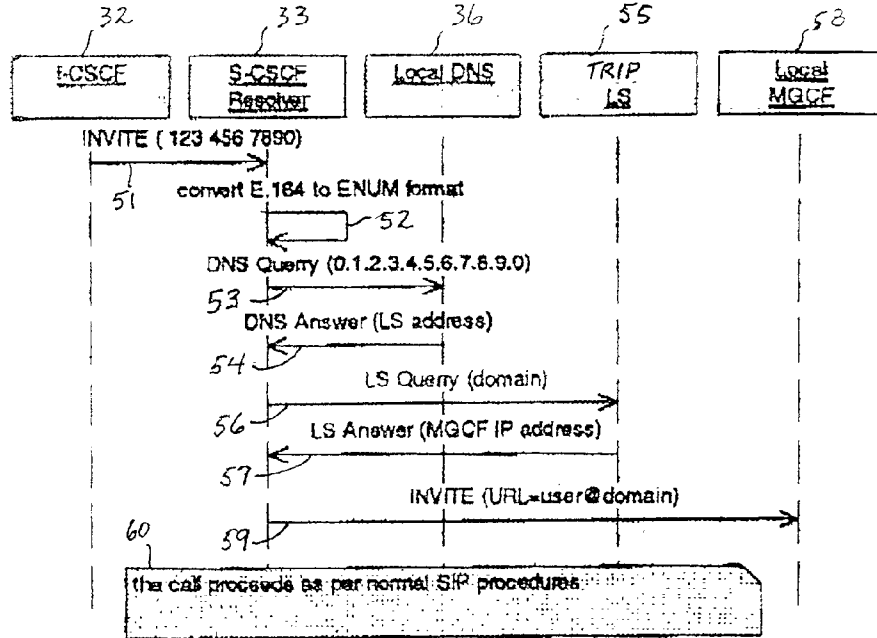 32 33 36 55 58
I-CSCF S-CSCF Local DNS TRIP Local
Resolver LS MGCF
INVITE ( 123 456 7890)
51
convert E.164 to ENUM format
52
DNS Querry (0.1.2.3.4.5.6.7.8.9.0)
53
DNS Answer (LS address)
54
LS Querry (domain)
56
LS Answer (MGCF IP address)
57
INVITE (URL=user@domain)
59
60
the call proceeds as per normal SIP procedures